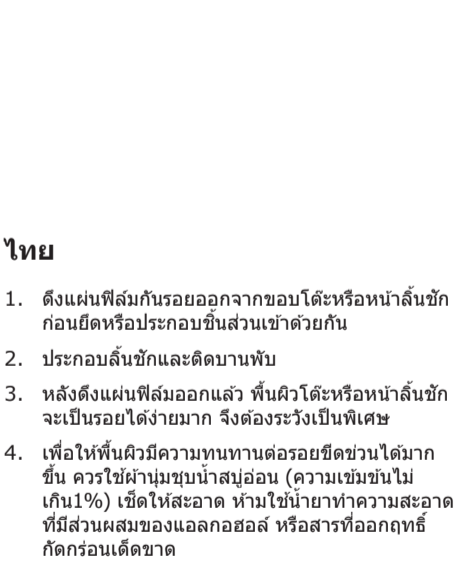 ไทย
1. ดึงแผ่นฟิล์มกันรอยออกจากขอบโต๊ะหรือหน้าลิ้นชัก
ก่อนยึดหรือประกอบชิ้นส่วนเข้าด้วยกัน
2. ประกอบลิ้นชักและติดบานพับ
3. หลังดึงแผ่นฟิล์มออกแล้ว พื้นผิวโต๊ะหรือหน้าลิ้นชัก
จะเป็นรอยได้ง่ายมาก จึงต้องระวังเป็นพิเศษ
4. เพื่อให้พื้นผิวมีความทนทานต่อรอยขีดข่วนได้มาก
ขึ้น ควรใช้ผ้านุ่มชุบน้ำสบู่อ่อน (ความเข้มข้นไม่
เกิน1%) เช็ดให้สะอาด ห้ามใช้น้ำยาทำความสะอาด
ที่มีส่วนผสมของแอลกอฮอล์ หรือสารที่ออกฤทธิ์
กัดกร่อนเด็ดขาด